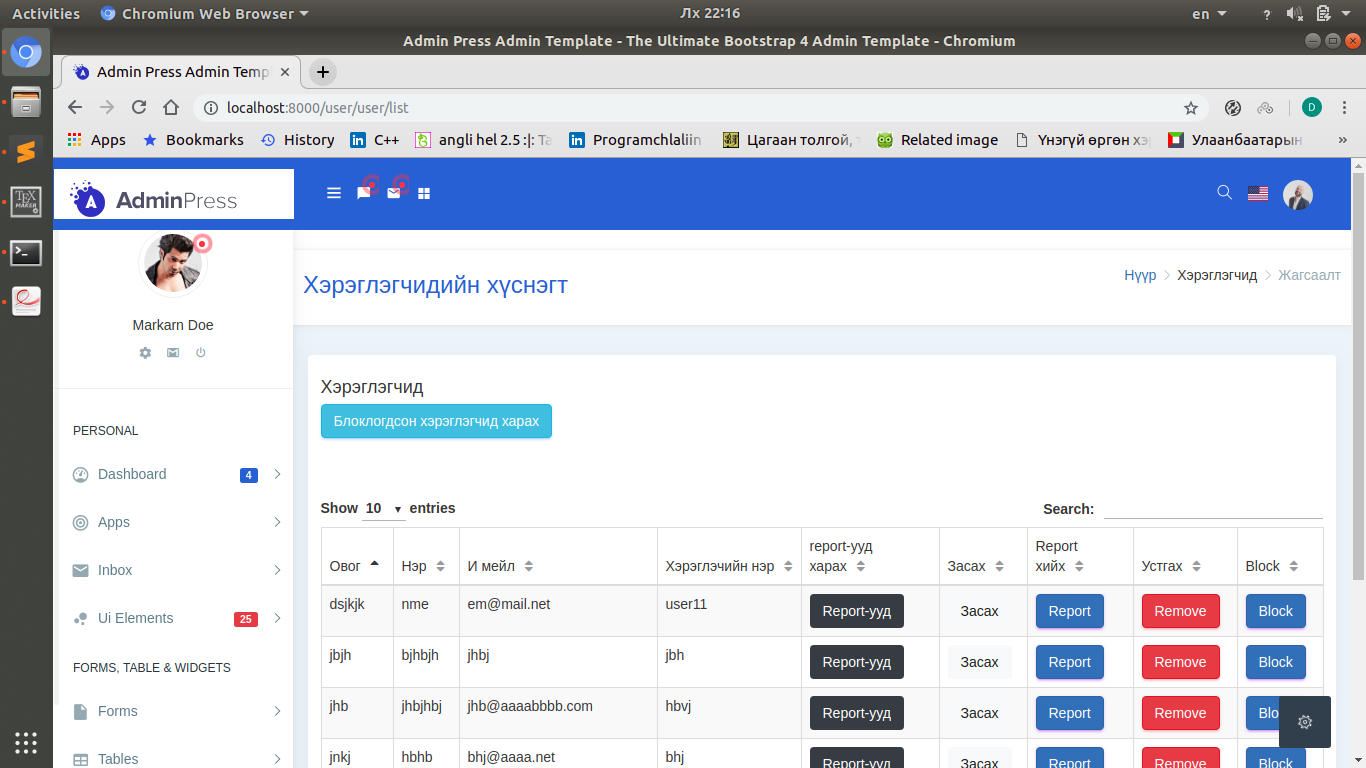 Activities Chromium Web Browser Лх 22:16 en ?
Admin Press Admin Template - The Ultimate Bootstrap 4 Admin Template - Chromium
Admin Press Admin Temp
localhost:8000/user/user/list D
Apps Bookmarks History C++ angli hel 2.5 :|: Ta Programchlaliin Цагаан толгой, т Related image Үнэгүй өргөн хэр Улаанбаатарын »
A AdminPress
Хэрэглэгчидийн хүснэгт
Нүүр Хэрэглэгчид Жагсаалт
Markarn Doe
PERSONAL
Dashboard 4
Apps
Inbox
Ui Elements 25
FORMS, TABLE & WIDGETS
Forms
Tables
Хэрэглэгчид
Блоклогдсон хэрэглэгчид харах
Show 10 entries
Search:
Овог Нэр И мейл Хэрэглэчийн нэр report-ууд харах Засах Report хийх Устгах Block
dsjkjk nme em@mail.net user11 Report-ууд Засах Report Remove Block
jbjh bjhbjh jhbj jbh Report-ууд Засах Report Remove Block
jhb jhbjhbj jhb@aaaabbbb.com hbvj Report-ууд Засах Report Remove Blo
jnkj hbhb bhj@aaaa.net bhj Report-ууд Засах Report Remove Block